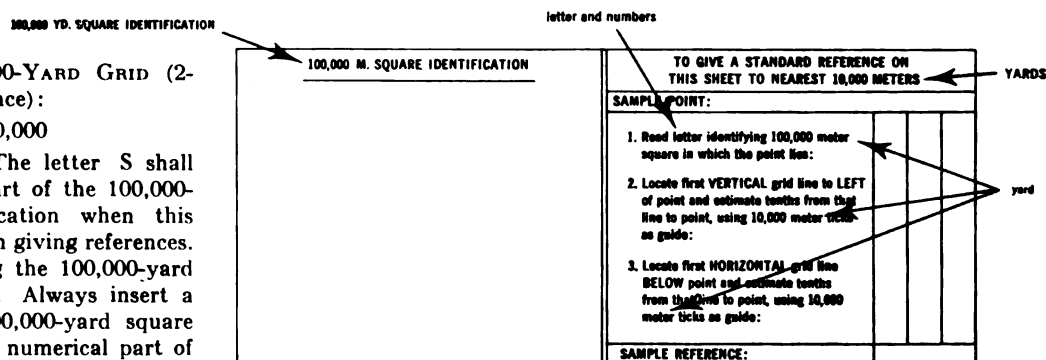 100,000 YD. SQUARE IDENTIFICATION
letter and numbers
00-YARD GRID (2-
nce):
0,000
The letter S shall
art of the 100,000-
cation when this
n giving references.
g the 100,000-yard
Always insert a
00,000-yard square
numerical part of
100,000 M. SQUARE IDENTIFICATION
TO GIVE A STANDARD REFERENCE ON
THIS SHEET TO NEAREST 10,000 METERS
YARDS
SAMPLE POINT:
1. Read letter identifying 100,000 meter
square in which the point lies:
2. Locate first VERTICAL grid line to LEFT
of point and estimate tenths from that
line to point, using 10,000 meter ticks
as guide:
yard
3. Locate first HORIZONTAL grid line
BELOW point and estimate tenths
from that line to point, using 10,000
meter ticks as guide:
SAMPLE REFERENCE: